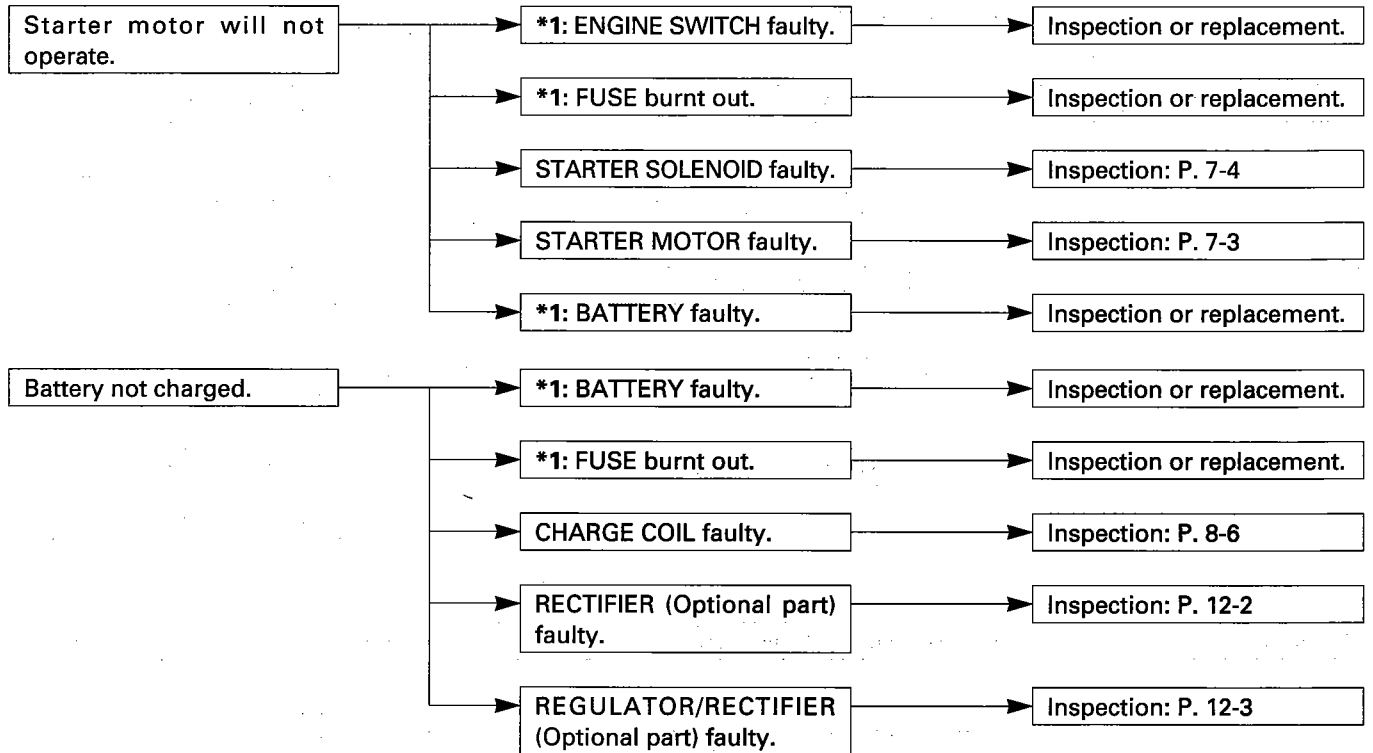 Starter motor will not
operate.
*1: ENGINE SWITCH faulty.
Inspection or replacement.
*1: FUSE burnt out.
Inspection or replacement.
STARTER SOLENOID faulty.
Inspection: P. 7-4
STARTER MOTOR faulty.
Inspection: P. 7-3
*1: BATTERY faulty.
Inspection or replacement.
Battery not charged.
*1: BATTERY faulty.
Inspection or replacement.
*1: FUSE burnt out.
Inspection or replacement.
CHARGE COIL faulty.
Inspection: P. 8-6
RECTIFIER (Optional part)
faulty.
Inspection: P. 12-2
REGULATOR/RECTIFIER
(Optional part) faulty.
Inspection: P. 12-3